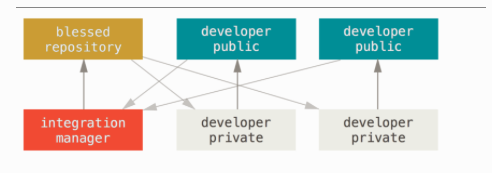 blessed
repository
developer
public
developer
public
integration
manager
developer
private
developer
private